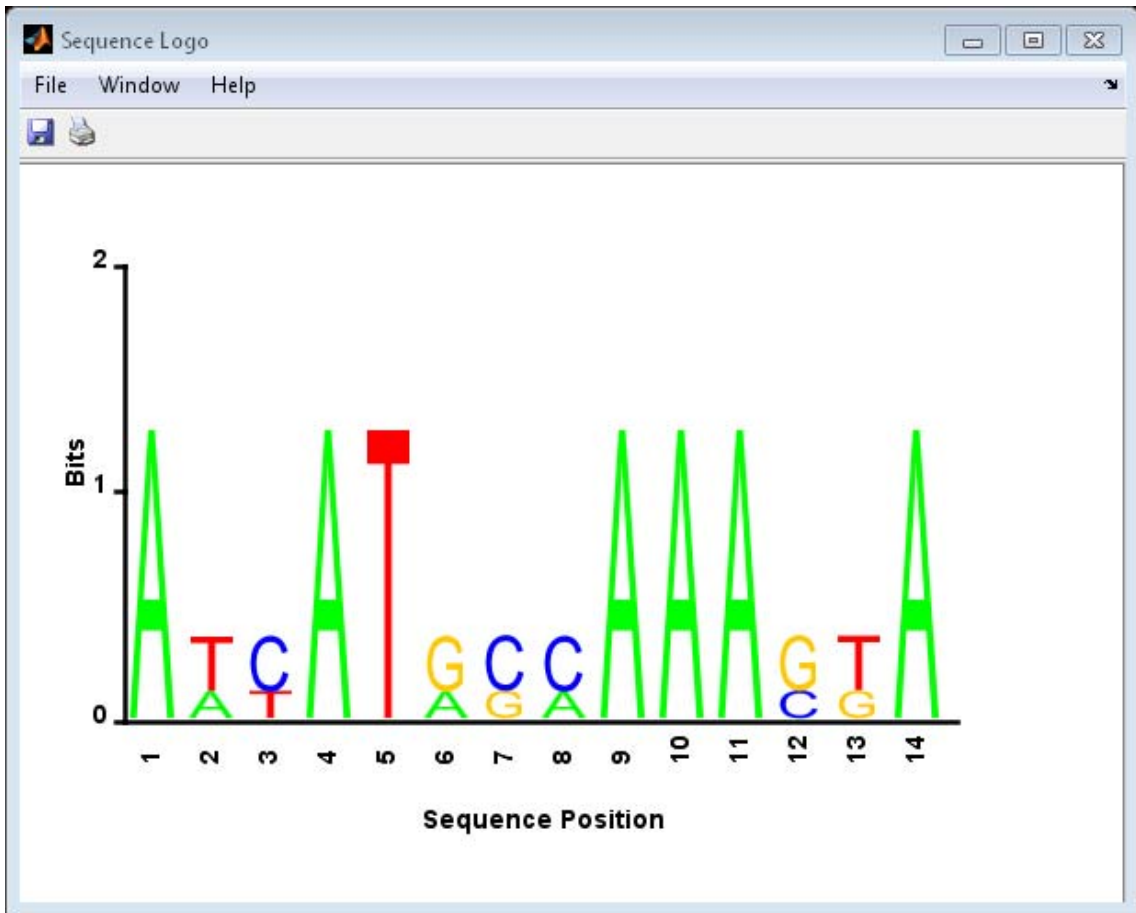 Sequence Logo
File Window Help
2
1
0
Bits
A T C A T G C C A A A G T A
A T A G A C G
1 2 3 4 5 6 7 8 9 10 11 12 13 14
Sequence Position